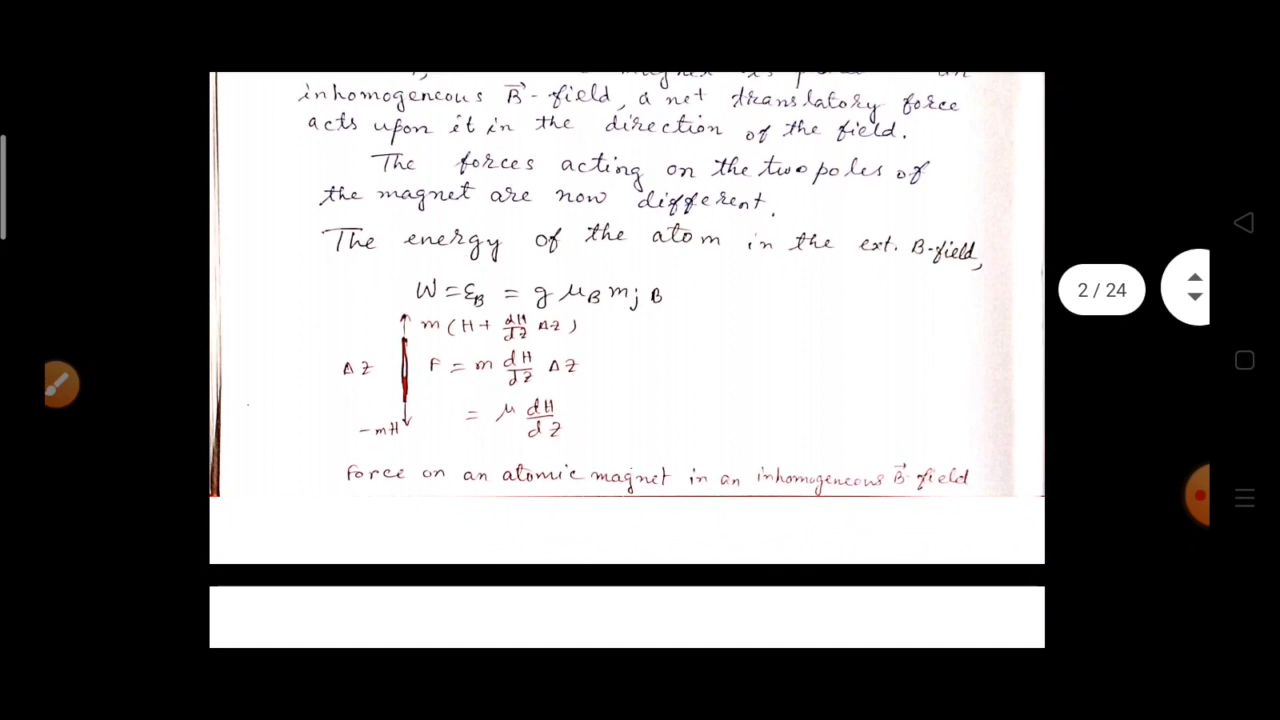 magnet is an
inhomogeneous B⃗ - field, a net translatory force
acts upon it in the direction of the field.
The forces acting on the two poles of
the magnet are now different.
The energy of the atom in the ext. B-field,
W = ε_B = g μ_B m_j B
m (H + dH/dz Δz)
Δz F = m dH/dz Δz
= μ dH/dz
-mH
Force on an atomic magnet in an inhomogeneous B⃗ field
2 / 24